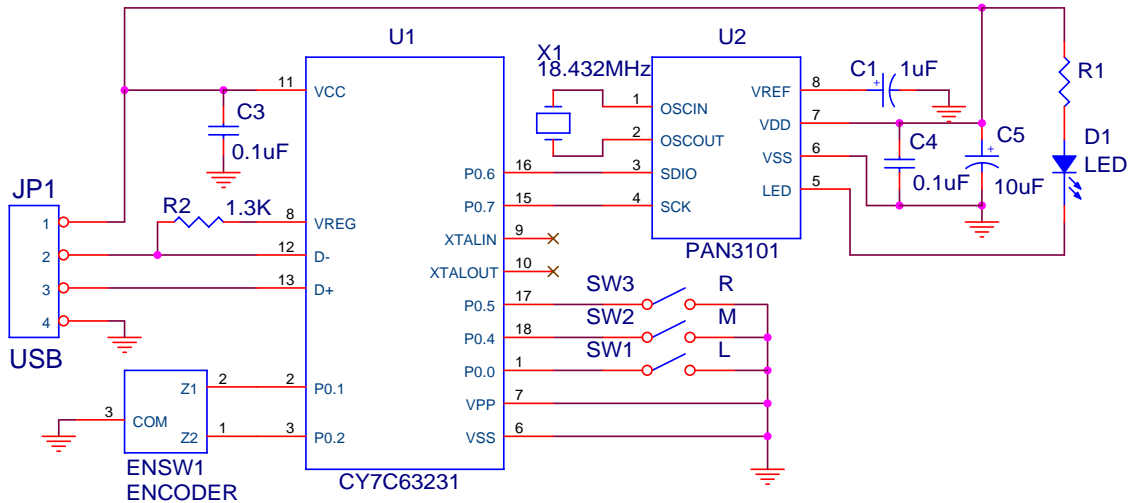 U1
U2
X1
18.432MHz
C1
1uF
R1
11
VCC
C3
0.1uF
1
OSCIN
2
OSCOUT
3
SDIO
4
SCK
8
VREF
7
VDD
6
VSS
5
LED
PAN3101
C4
0.1uF
C5
10uF
D1
LED
JP1
1
2
3
4
USB
R2
1.3K
8
VREG
12
D-
13
D+
P0.6
16
P0.7
15
XTALIN
9
XTALOUT
10
P0.5
17
P0.4
18
P0.0
1
VPP
7
VSS
6
SW3
R
SW2
M
SW1
L
Z1
2
2
P0.1
3
COM
Z2
1
3
P0.2
ENSW1
ENCODER
CY7C63231
+
+